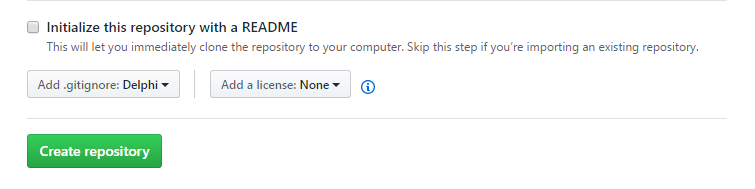 Initialize this repository with a README
This will let you immediately clone the repository to your computer. Skip this step if you’re importing an existing repository.
Add .gitignore: Delphi Add a license: None
Create repository